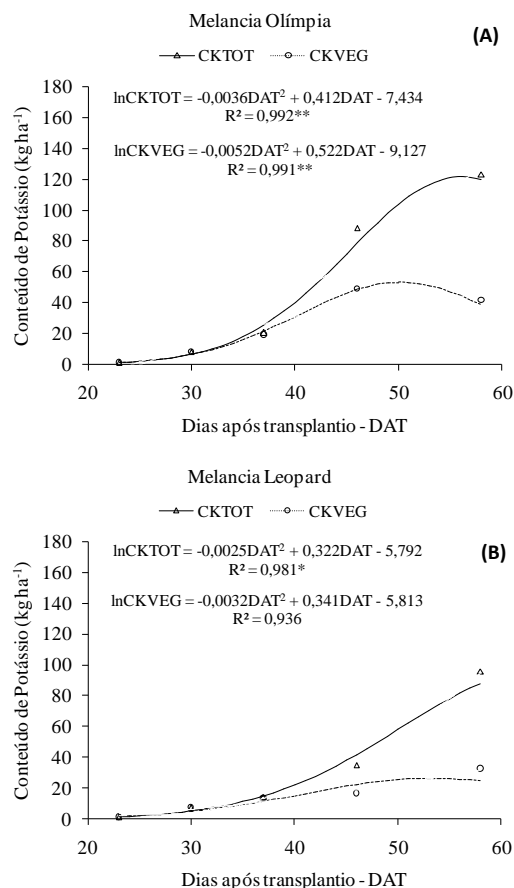 Melancia Olímpia
(A)
CKTOT CKVEG
lnCKTOT = -0,0036DAT² + 0,412DAT - 7,434
R² = 0,992**
lnCKVEG = -0,0052DAT² + 0,522DAT - 9,127
R² = 0,991**
Conteúdo de Potássio (kg ha⁻¹)
180
160
140
120
100
80
60
40
20
0
20 30 40 50 60
Dias após transplantio - DAT
Melancia Leopard
CKTOT CKVEG
(B)
lnCKTOT = -0,0025DAT² + 0,322DAT - 5,792
R² = 0,981*
lnCKVEG = -0,0032DAT² + 0,341DAT - 5,813
R² = 0,936
Conteúdo de Potássio (kg ha⁻¹)
180
160
140
120
100
80
60
40
20
0
20 30 40 50 60
Dias após transplantio - DAT